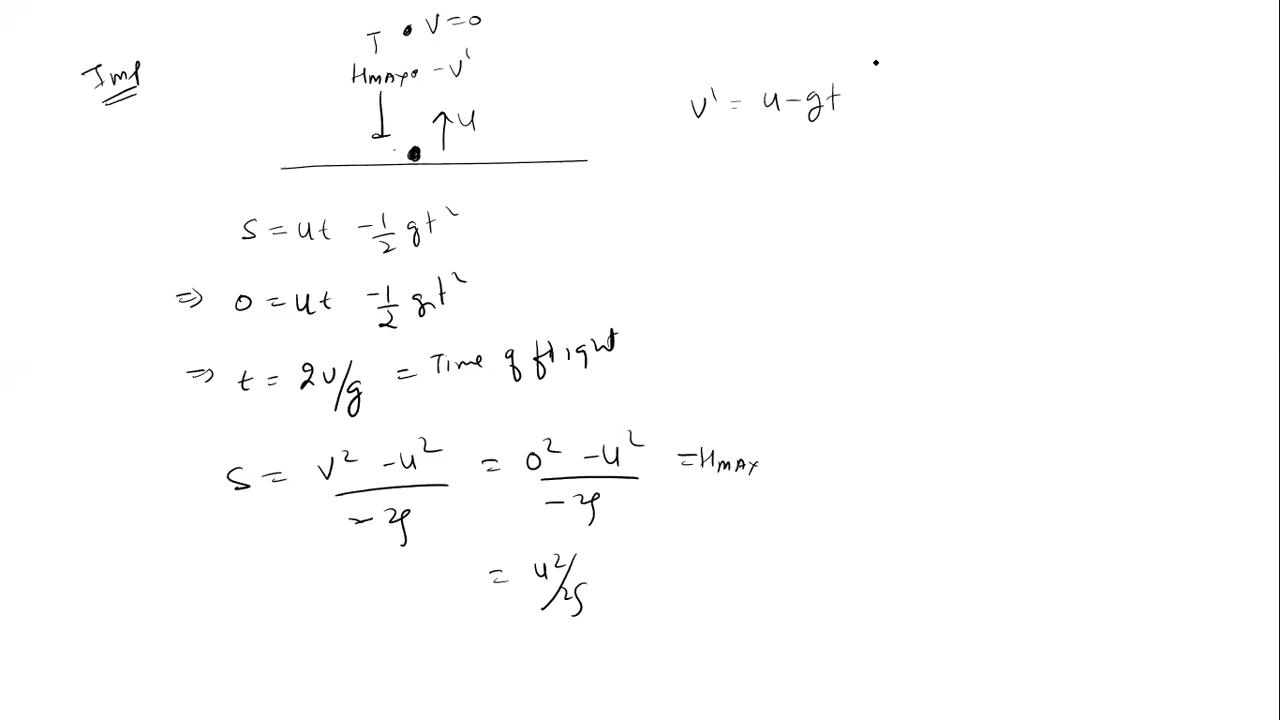 Imp
T • V=0
HMAX • -V'
↑u
V' = u-gt
S = ut -1/2 gt²
⇒ 0 = ut -1/2 gt²
⇒ t = 2u/g = Time of flight
S = V² - u² / -2g = 0² - u² / -2g = HMAX
= u²/2g